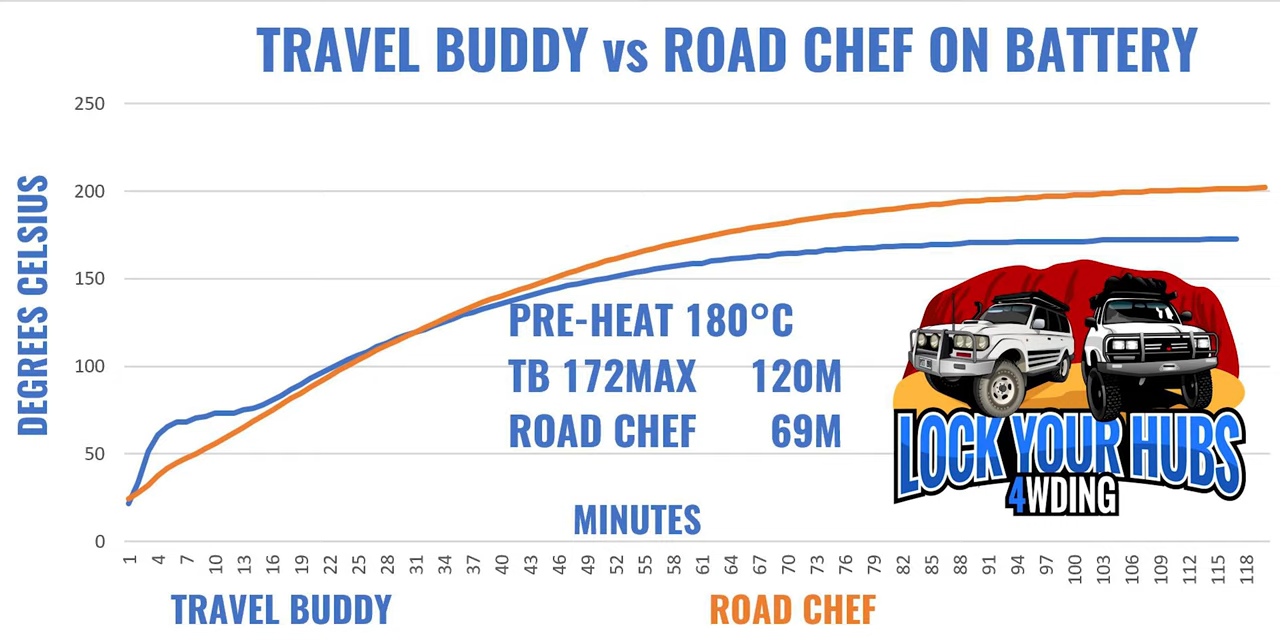 TRAVEL BUDDY vs ROAD CHEF ON BATTERY
250
200
150
100
50
0
DEGREES CELSIUS
PRE-HEAT 180°C
TB 172MAX 120M
ROAD CHEF 69M
LOCK YOUR HUBS
4WDING
MINUTES
1 4 7 10 13 16 19 22 25 28 31 34 37 40 43 46 49 52 55 58 61 64 67 70 73 76 79 82 85 88 91 94 97 100 103 106 109 112 115 118
TRAVEL BUDDY ROAD CHEF